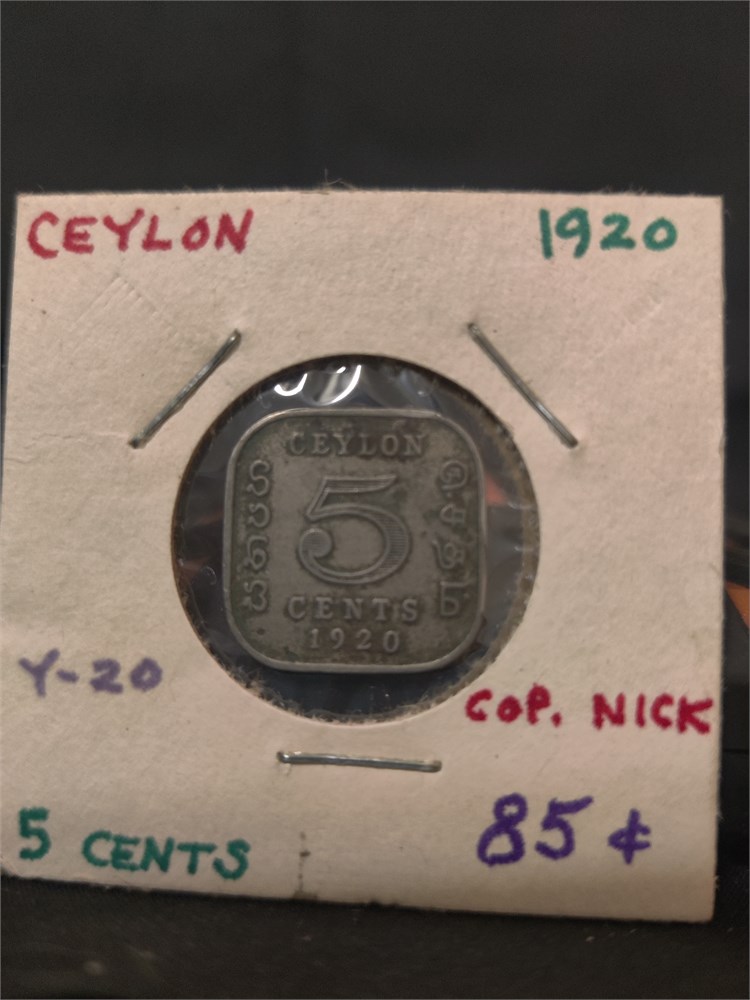 CEYLON
1920
CEYLON
5
CENTS
1920
Y-20
COP. NICK
5 CENTS
85¢